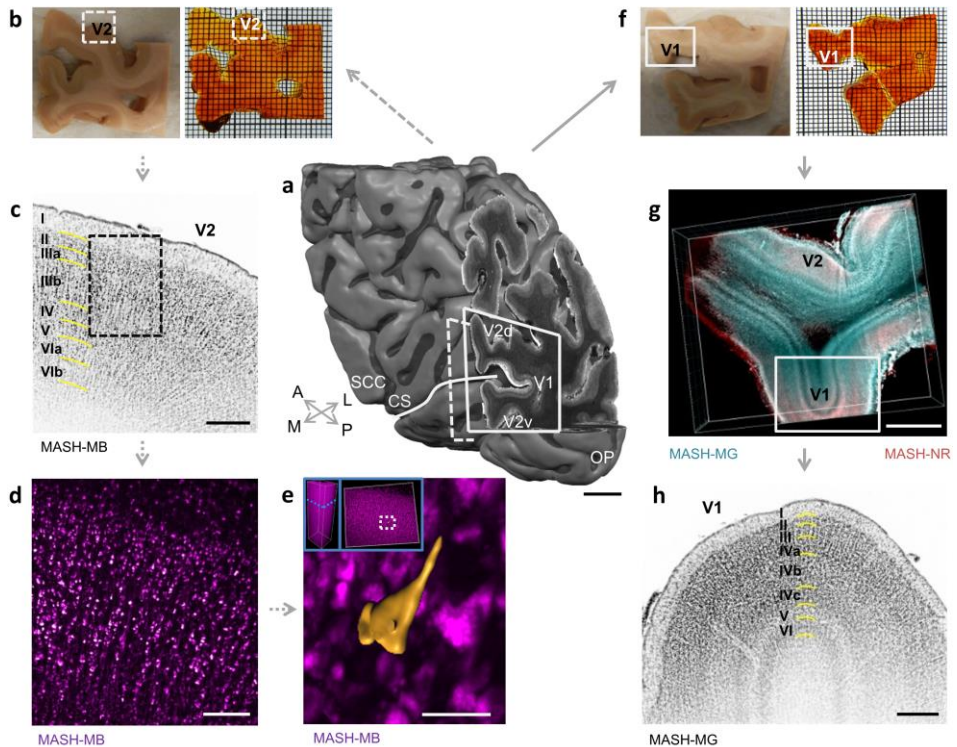 b
V2
V2
f
V1
V1
c
V2
I
II
IIIa
IIIb
IV
V
VIa
VIb
MASH-MB
a
V2d
V1
V2v
SCC
CS
OP
A
L
M
P
g
V2
V1
MASH-MG
MASH-NR
d
MASH-MB
e
MASH-MB
h
V1
I
II
III
IVa
IVb
IVc
V
VI
MASH-MG